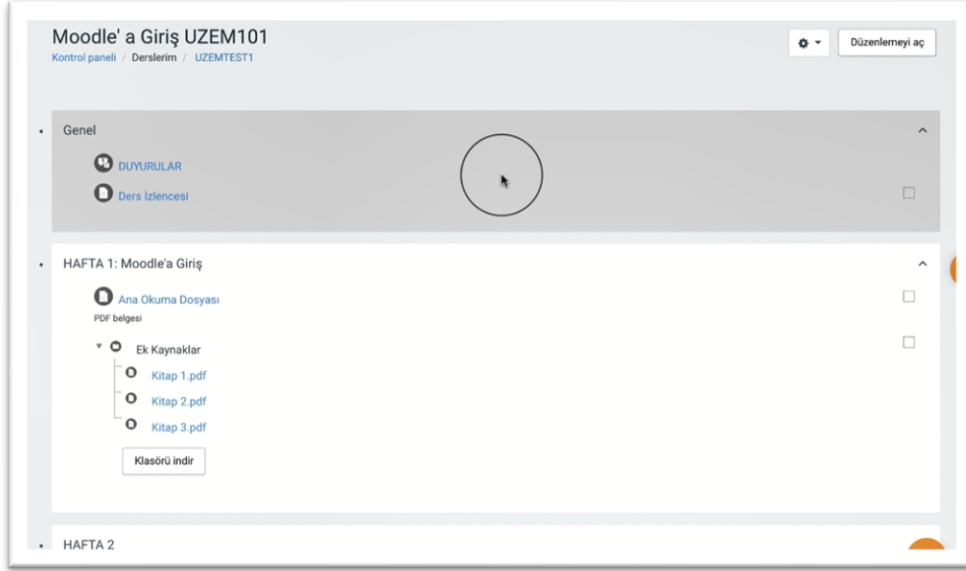 Moodle' a Giriş UZEM101
Düzenlemeyi aç
Kontrol paneli / Derslerim / UZEMTEST1
Genel
DUYURULAR
Ders İzlencesi
HAFTA 1: Moodle'a Giriş
Ana Okuma Dosyası
PDF belgesi
Ek Kaynaklar
Kitap 1.pdf
Kitap 2.pdf
Kitap 3.pdf
Klasörü indir
HAFTA 2